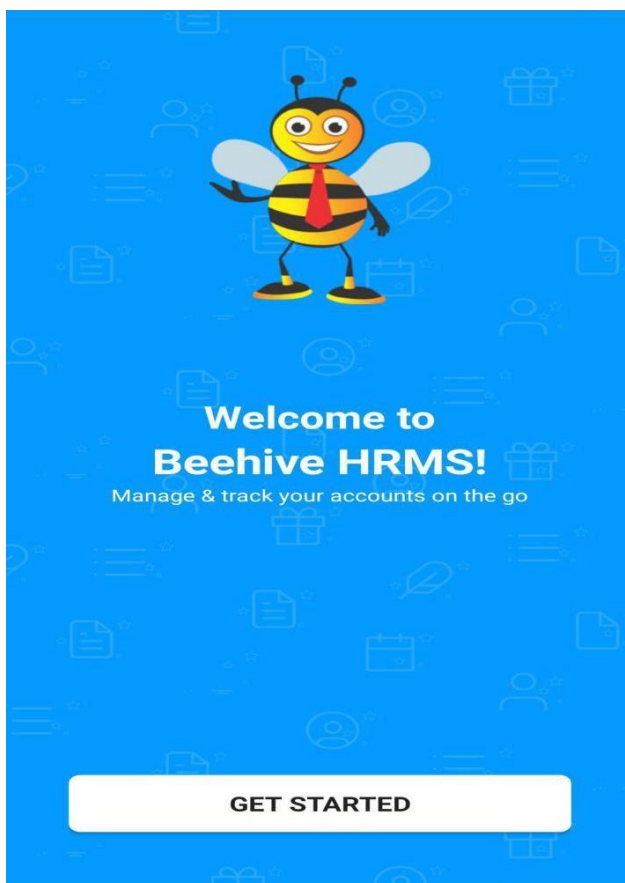 Welcome to
Beehive HRMS!
Manage & track your accounts on the go
GET STARTED